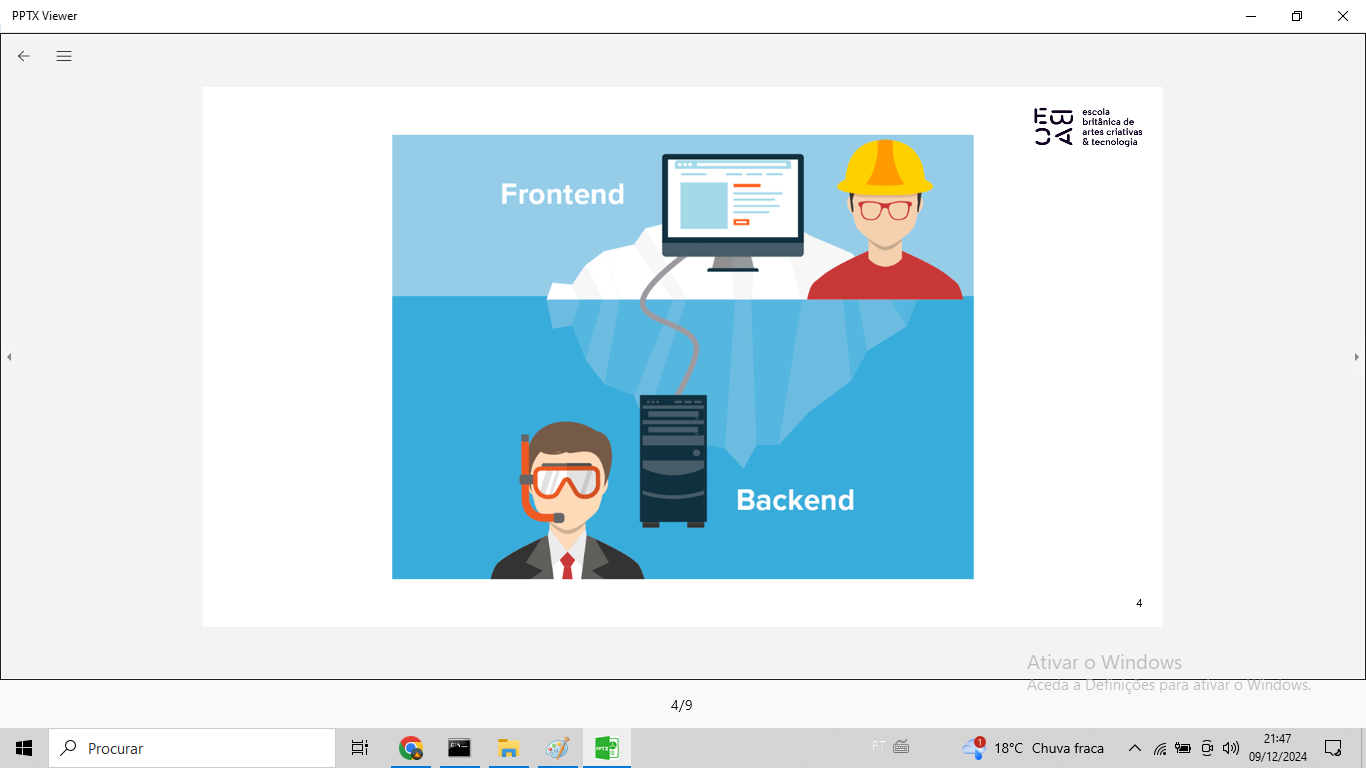 PPTX Viewer
escola
britânica de
artes criativas
& tecnologia
Frontend
Backend
4
Ativar o Windows
Aceda a Definições para ativar o Windows.
4/9
Procurar
PT
1
18°C Chuva fraca
21:47
09/12/2024